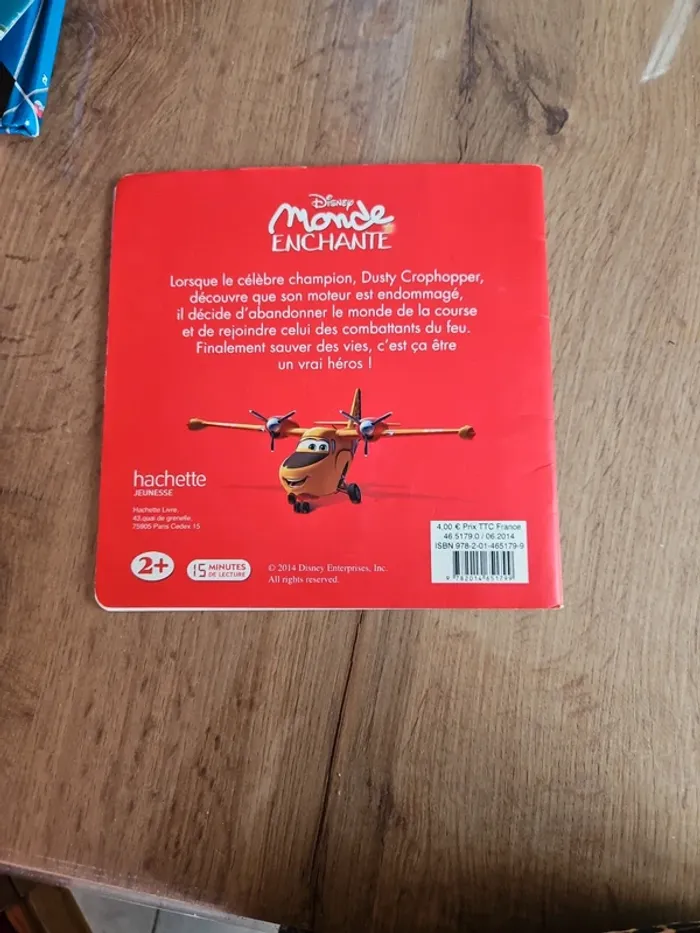 Disney
Monde
ENCHANTÉ
Lorsque le célèbre champion, Dusty Crophopper,
découvre que son moteur est endommagé,
il décide d'abandonner le monde de la course
et de rejoindre celui des combattants du feu.
Finalement sauver des vies, c'est ça être
un vrai héros !
hachette
JEUNESSE
Hachette Livre,
43,quai de grenelle,
75905 Paris Cedex 15
2+
15 MINUTES
DE LECTURE
© 2014 Disney Enterprises, Inc.
All rights reserved.
4,00 € Prix TTC France
46.5179.0 / 06.2014
ISBN 978-2-01-465179-9
9 782014 651799